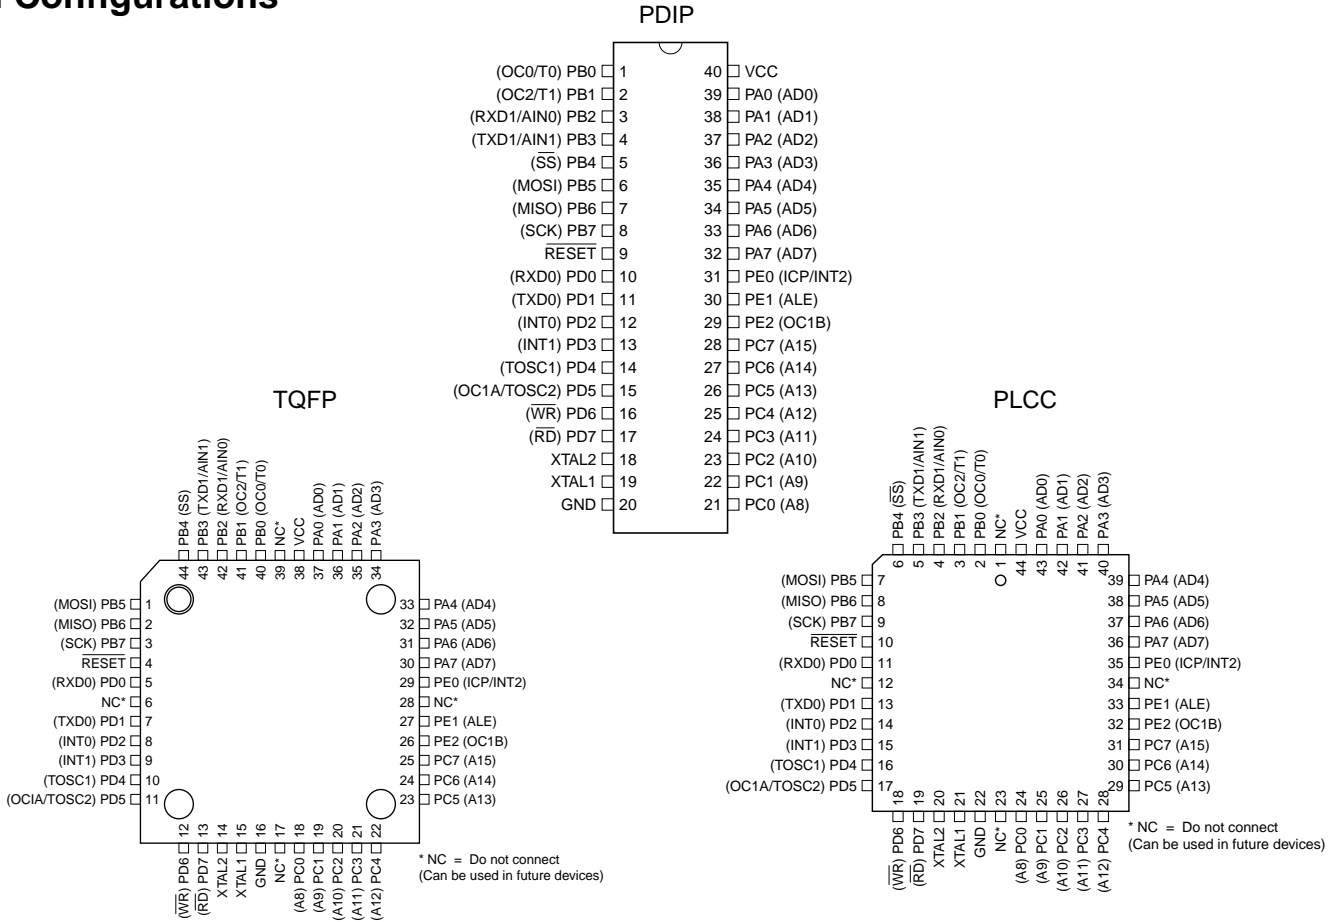 Configurations
PDIP
(OC0/T0) PB0 1 40 VCC
(OC2/T1) PB1 2 39 PA0 (AD0)
(RXD1/AIN0) PB2 3 38 PA1 (AD1)
(TXD1/AIN1) PB3 4 37 PA2 (AD2)
(SS) PB4 5 36 PA3 (AD3)
(MOSI) PB5 6 35 PA4 (AD4)
(MISO) PB6 7 34 PA5 (AD5)
(SCK) PB7 8 33 PA6 (AD6)
RESET 9 32 PA7 (AD7)
(RXD0) PD0 10 31 PE0 (ICP/INT2)
(TXD0) PD1 11 30 PE1 (ALE)
(INT0) PD2 12 29 PE2 (OC1B)
(INT1) PD3 13 28 PC7 (A15)
(TOSC1) PD4 14 27 PC6 (A14)
(OC1A/TOSC2) PD5 15 26 PC5 (A13)
(WR) PD6 16 25 PC4 (A12)
(RD) PD7 17 24 PC3 (A11)
XTAL2 18 23 PC2 (A10)
XTAL1 19 22 PC1 (A9)
GND 20 21 PC0 (A8)
TQFP
PB4 (SS)
PB3 (TXD1/AIN1)
PB2 (RXD1/AIN0)
PB1 (OC2/T1)
PB0 (OC0/T0)
NC*
VCC
PA0 (AD0)
PA1 (AD1)
PA2 (AD2)
PA3 (AD3)
44 43 42 41 40 39 38 37 36 35 34
(MOSI) PB5 1 33 PA4 (AD4)
(MISO) PB6 2 32 PA5 (AD5)
(SCK) PB7 3 31 PA6 (AD6)
RESET 4 30 PA7 (AD7)
(RXD0) PD0 5 29 PE0 (ICP/INT2)
NC* 6 28 NC*
(TXD0) PD1 7 27 PE1 (ALE)
(INT0) PD2 8 26 PE2 (OC1B)
(INT1) PD3 9 25 PC7 (A15)
(TOSC1) PD4 10 24 PC6 (A14)
(OCIA/TOSC2) PD5 11 23 PC5 (A13)
12 13 14 15 16 17 18 19 20 21 22
(WR) PD6
(RD) PD7
XTAL2
XTAL1
GND
NC*
(A8) PC0
(A9) PC1
(A10) PC2
(A11) PC3
(A12) PC4
* NC = Do not connect
(Can be used in future devices)
PLCC
PB4 (SS)
PB3 (TXD1/AIN1)
PB2 (RXD1/AIN0)
PB1 (OC2/T1)
PB0 (OC0/T0)
NC*
VCC
PA0 (AD0)
PA1 (AD1)
PA2 (AD2)
PA3 (AD3)
6 5 4 3 2 1 44 43 42 41 40
(MOSI) PB5 7 39 PA4 (AD4)
(MISO) PB6 8 38 PA5 (AD5)
(SCK) PB7 9 37 PA6 (AD6)
RESET 10 36 PA7 (AD7)
(RXD0) PD0 11 35 PE0 (ICP/INT2)
NC* 12 34 NC*
(TXD0) PD1 13 33 PE1 (ALE)
(INT0) PD2 14 32 PE2 (OC1B)
(INT1) PD3 15 31 PC7 (A15)
(TOSC1) PD4 16 30 PC6 (A14)
(OC1A/TOSC2) PD5 17 29 PC5 (A13)
18 19 20 21 22 23 24 25 26 27 28
(WR) PD6
(RD) PD7
XTAL2
XTAL1
GND
NC*
(A8) PC0
(A9) PC1
(A10) PC2
(A11) PC3
(A12) PC4
* NC = Do not connect
(Can be used in future devices)